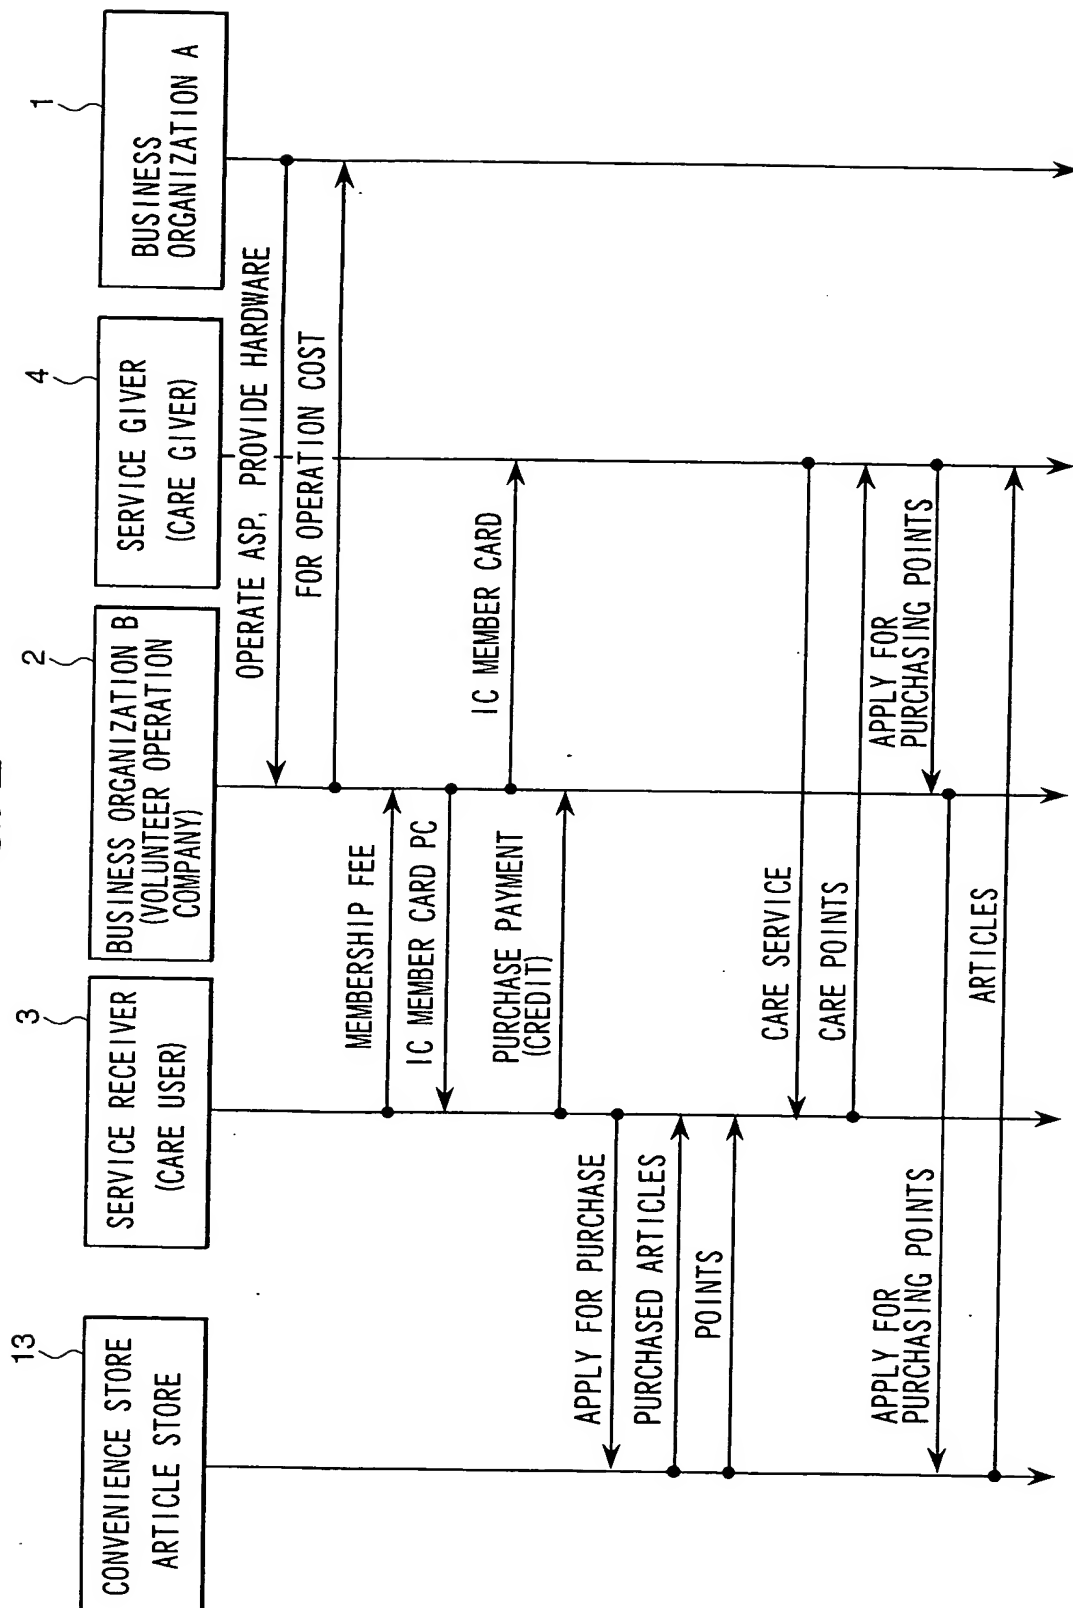 13
CONVENIENCE STORE
ARTICLE STORE
3
SERVICE RECEIVER
(CARE USER)
2
BUSINESS ORGANIZATION B
(VOLUNTEER OPERATION
COMPANY)
4
SERVICE GIVER
(CARE GIVER)
1
BUSINESS
ORGANIZATION A
OPERATE ASP, PROVIDE HARDWARE
FOR OPERATION COST
MEMBERSHIP FEE
IC MEMBER CARD PC
IC MEMBER CARD
PURCHASE PAYMENT
(CREDIT)
APPLY FOR PURCHASE
PURCHASED ARTICLES
POINTS
CARE SERVICE
CARE POINTS
APPLY FOR
PURCHASING POINTS
APPLY FOR
PURCHASING POINTS
ARTICLES